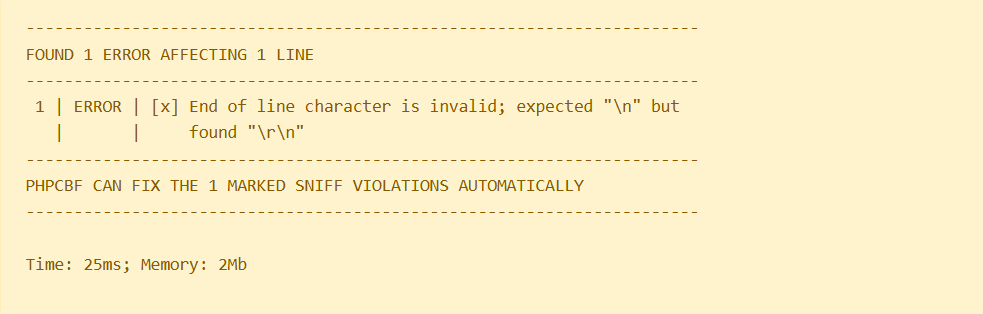 ----------------------------------------------------------------------
FOUND 1 ERROR AFFECTING 1 LINE
----------------------------------------------------------------------
 1 | ERROR | [x] End of line character is invalid; expected "\n" but
   |       |     found "\r\n"
----------------------------------------------------------------------
PHPCBF CAN FIX THE 1 MARKED SNIFF VIOLATIONS AUTOMATICALLY
----------------------------------------------------------------------
Time: 25ms; Memory: 2Mb